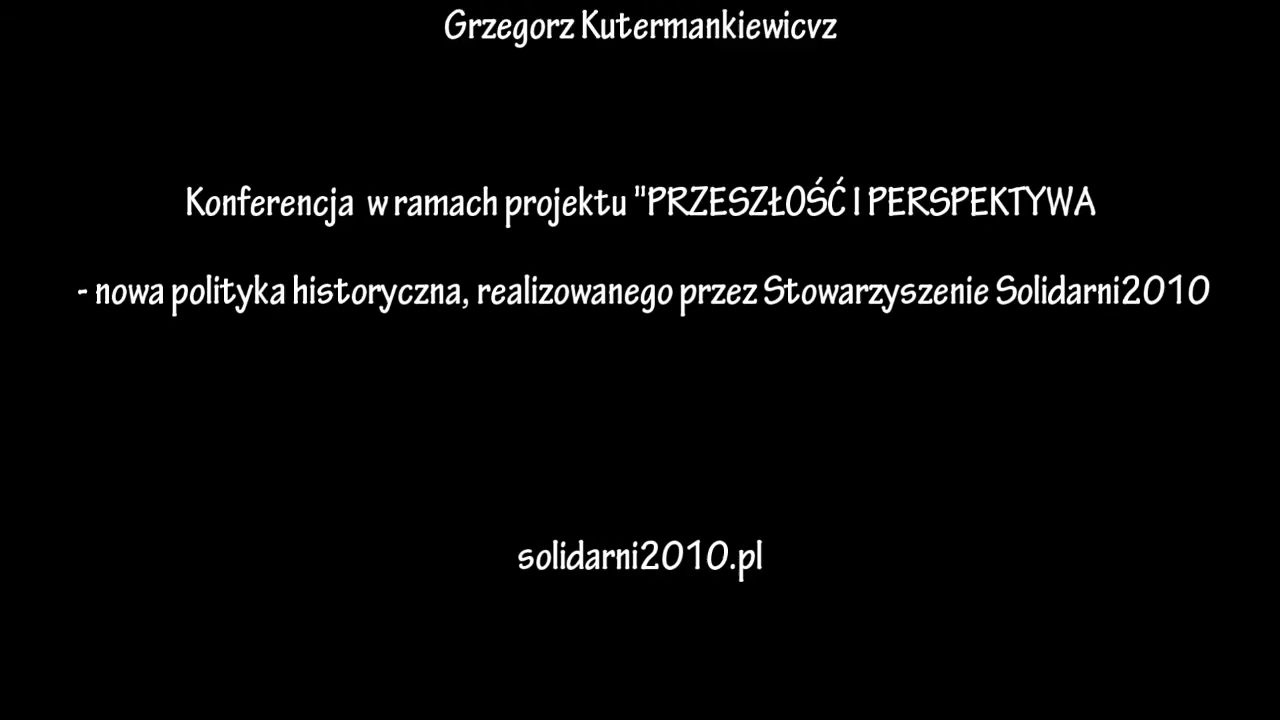 Grzegorz Kutermankiewicvz
Konferencja w ramach projektu "PRZESZŁOŚĆ I PERSPEKTYWA
- nowa polityka historyczna, realizowanego przez Stowarzyszenie Solidarni2010
solidarni2010.pl